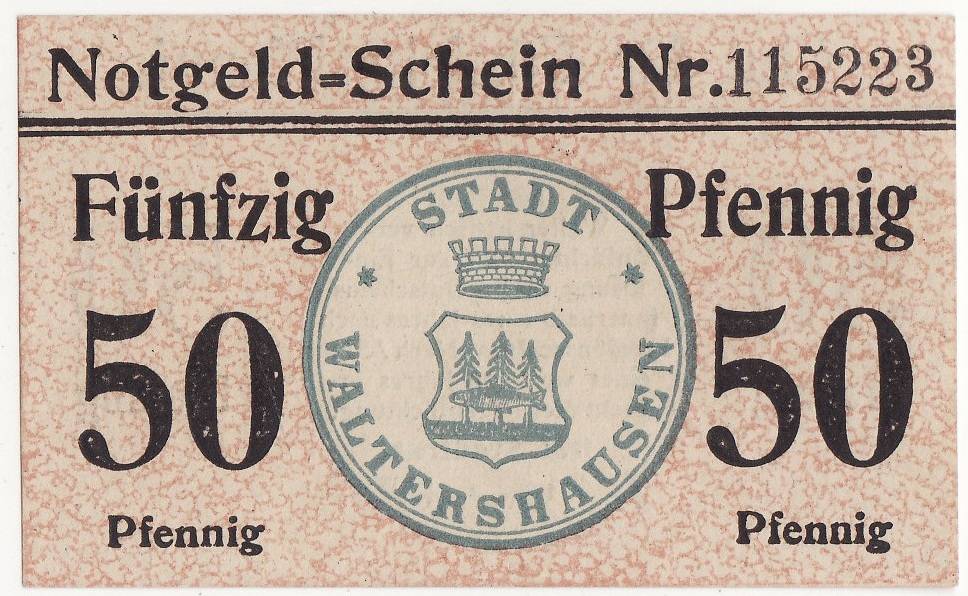 Notgeld=Schein Nr.115223
Fünfzig Pfennig
STADT
WALTERSHAUSEN
50 50
Pfennig Pfennig